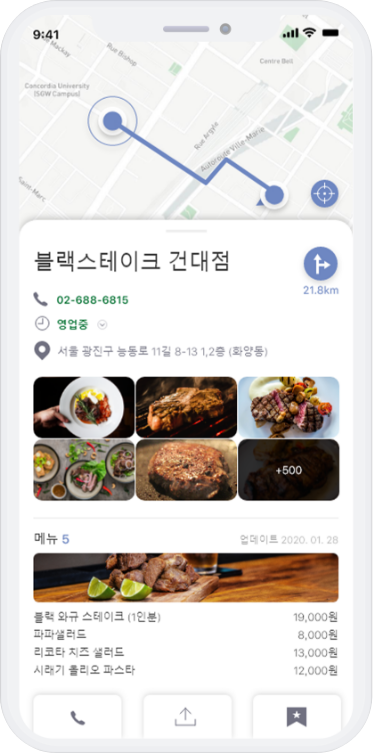 9:41
Rue Mackay
Rue Bishop
Centre Bell
Concordia University
(SGW Campus)
Rue Argyle
Autoroute Ville-Marie
Saint-Mart
블랙스테이크 건대점
21.8km
02-688-6815
영업중
서울 광진구 능동로 11길 8-13 1,2층 (화양동)
+500
메뉴 5
업데이트 2020. 01. 28
블랙 와규 스테이크 (1인분) 19,000원
파파샐러드 8,000원
리코타 치즈 샐러드 13,000원
시래기 올리오 파스타 12,000원